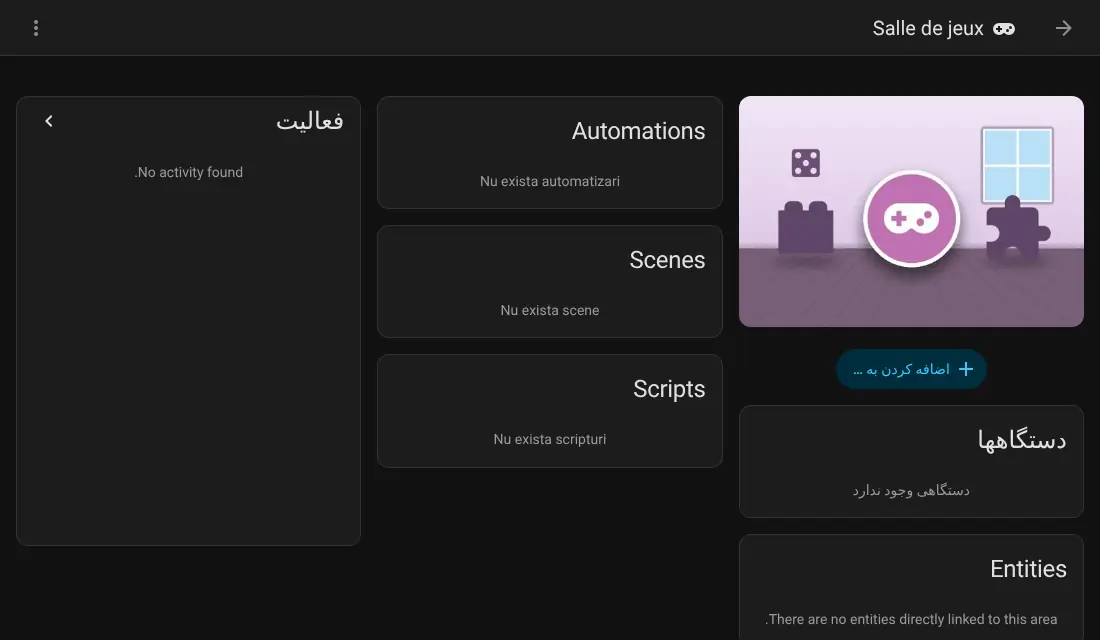 Salle de jeux
اضافه کردن به ...
دستگاهها
دستگاهی وجود ندارد
Entities
There are no entities directly linked to this area.
Automations
Nu exista automatizari
Scenes
Nu exista scene
Scripts
Nu exista scripturi
فعالیت
No activity found.